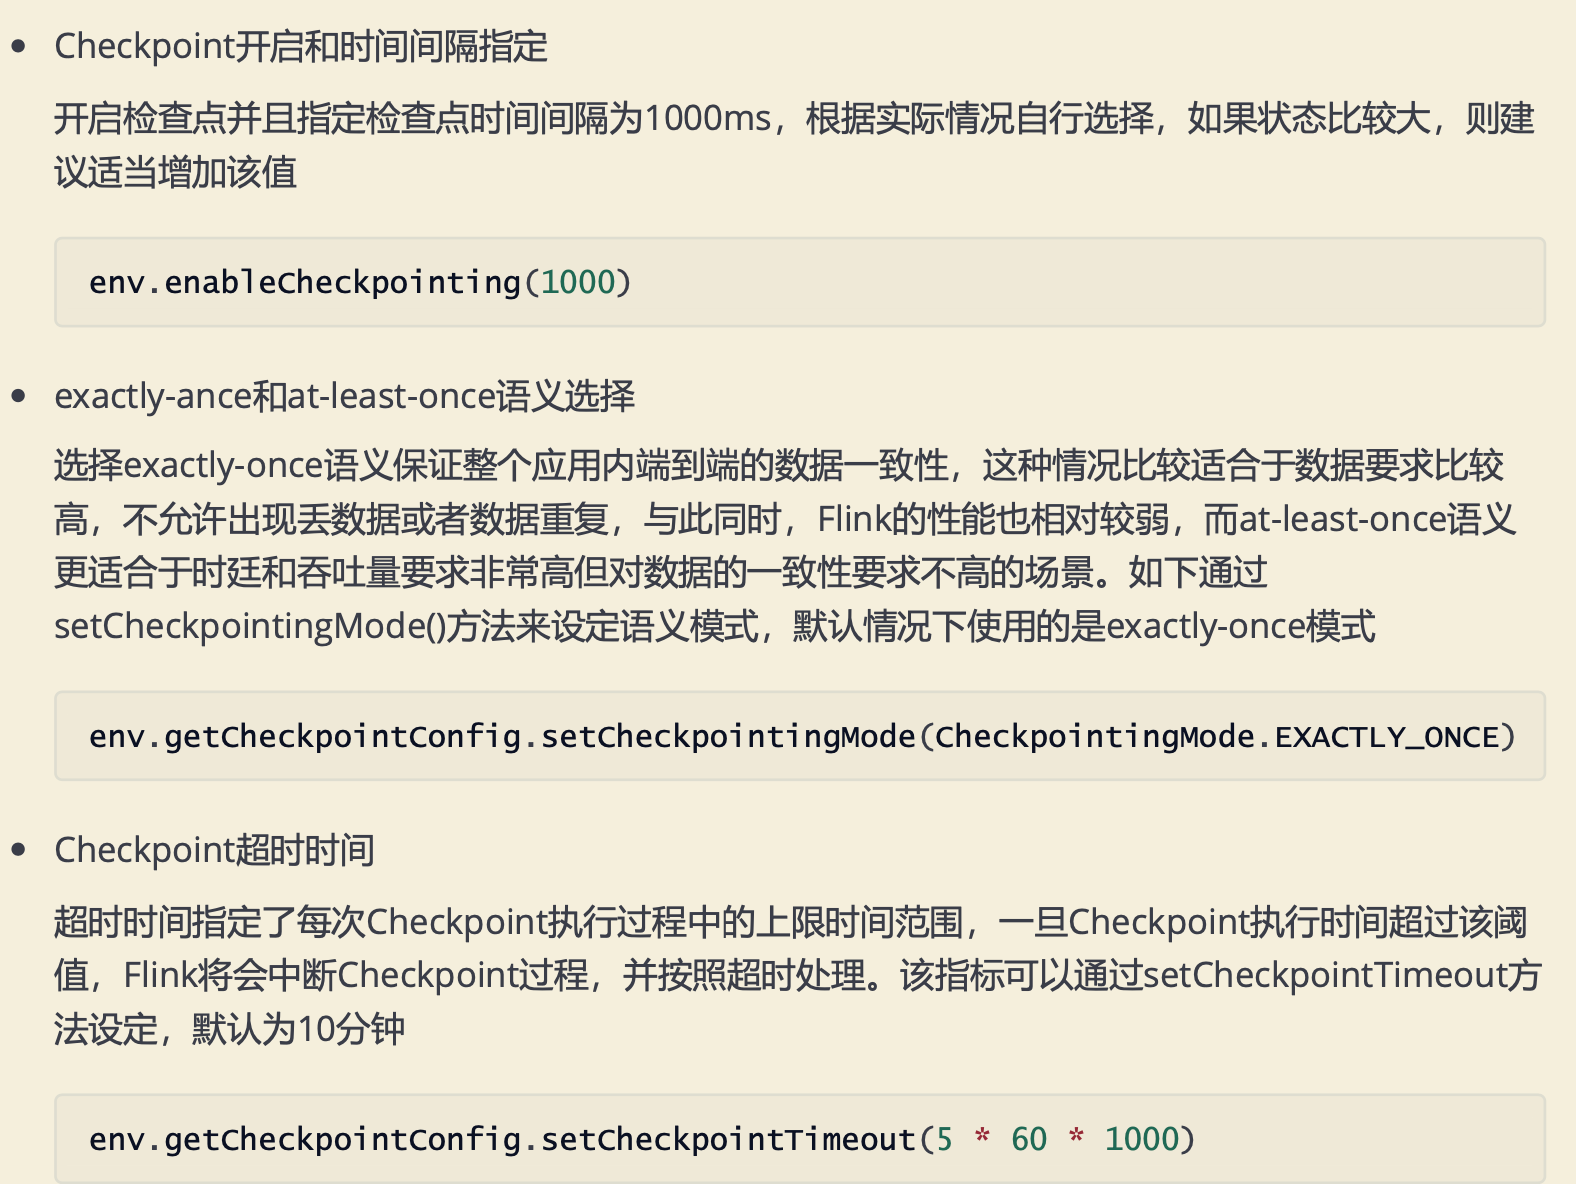 Checkpoint开启和时间间隔指定
开启检查点并且指定检查点时间间隔为1000ms，根据实际情况自行选择，如果状态比较大，则建
议适当增加该值
env.enableCheckpointing(1000)
exactly-ance和at-least-once语义选择
选择exactly-once语义保证整个应用内端到端的数据一致性，这种情况比较适合于数据要求比较
高，不允许出现丢数据或者数据重复，与此同时，Flink的性能也相对较弱，而at-least-once语义
更适合于时廷和吞吐量要求非常高但对数据的一致性要求不高的场景。如下通过
setCheckpointingMode()方法来设定语义模式，默认情况下使用的是exactly-once模式
env.getCheckpointConfig.setCheckpointingMode(CheckpointingMode.EXACTLY_ONCE)
Checkpoint超时时间
超时时间指定了每次Checkpoint执行过程中的上限时间范围，一旦Checkpoint执行时间超过该阈
值，Flink将会中断Checkpoint过程，并按照超时处理。该指标可以通过setCheckpointTimeout方
法设定，默认为10分钟
env.getCheckpointConfig.setCheckpointTimeout(5 * 60 * 1000)